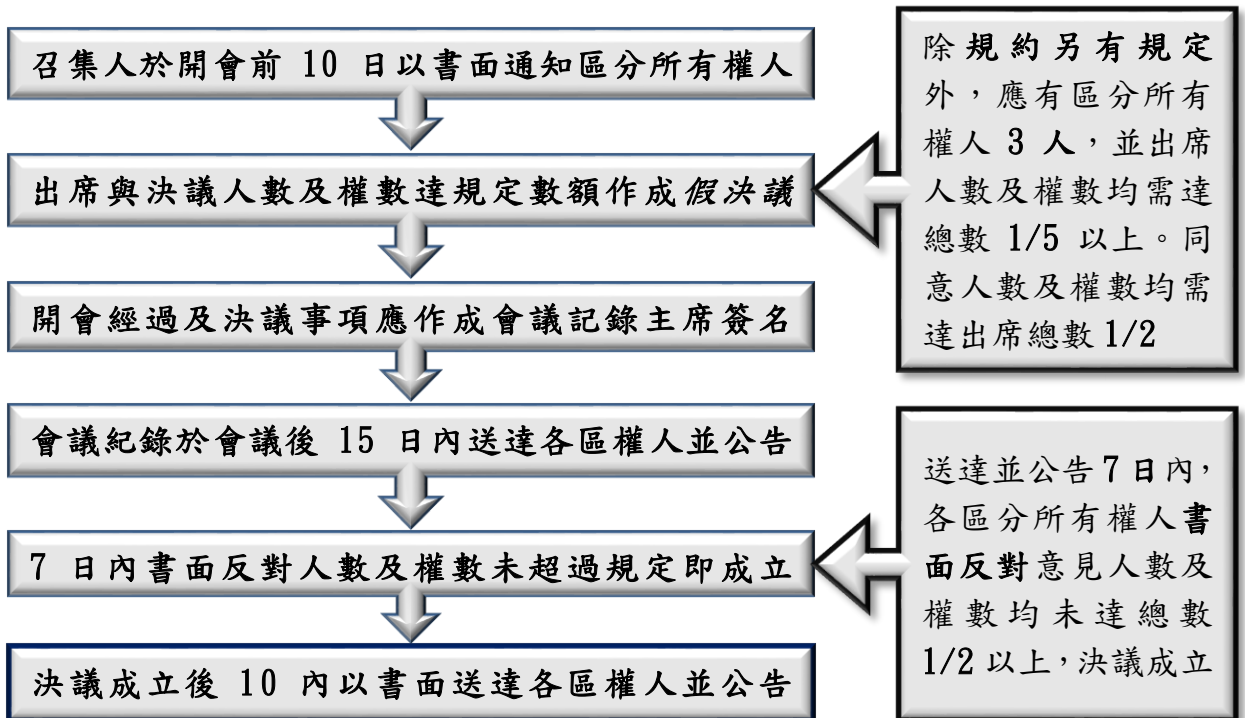 召集人於開會前 10 日以書面通知區分所有權人
出席與決議人數及權數達規定數額作成假決議
除規約另有規定
外，應有區分所有
權人 3 人，並出席
人數及權數均需達
總數 1/5 以上。同
意人數及權數均需
達出席總數 1/2
開會經過及決議事項應作成會議記錄主席簽名
會議紀錄於會議後 15 日內送達各區權人並公告
7 日內書面反對人數及權數未超過規定即成立
送達並公告 7 日內，
各區分所有權人書
面反對意見人數及
權數均未達總數
1/2 以上，決議成立
決議成立後 10 內以書面送達各區權人並公告